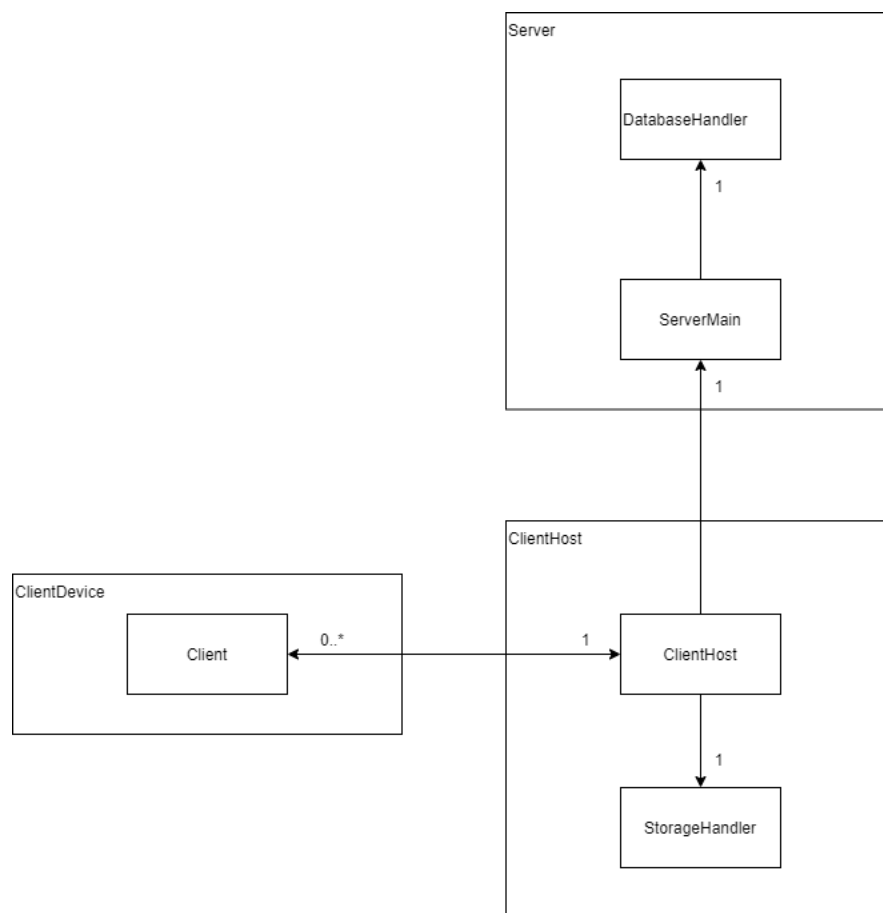 Server
DatabaseHandler
1
ServerMain
1
ClientHost
ClientDevice
0..*
1
Client
ClientHost
1
StorageHandler